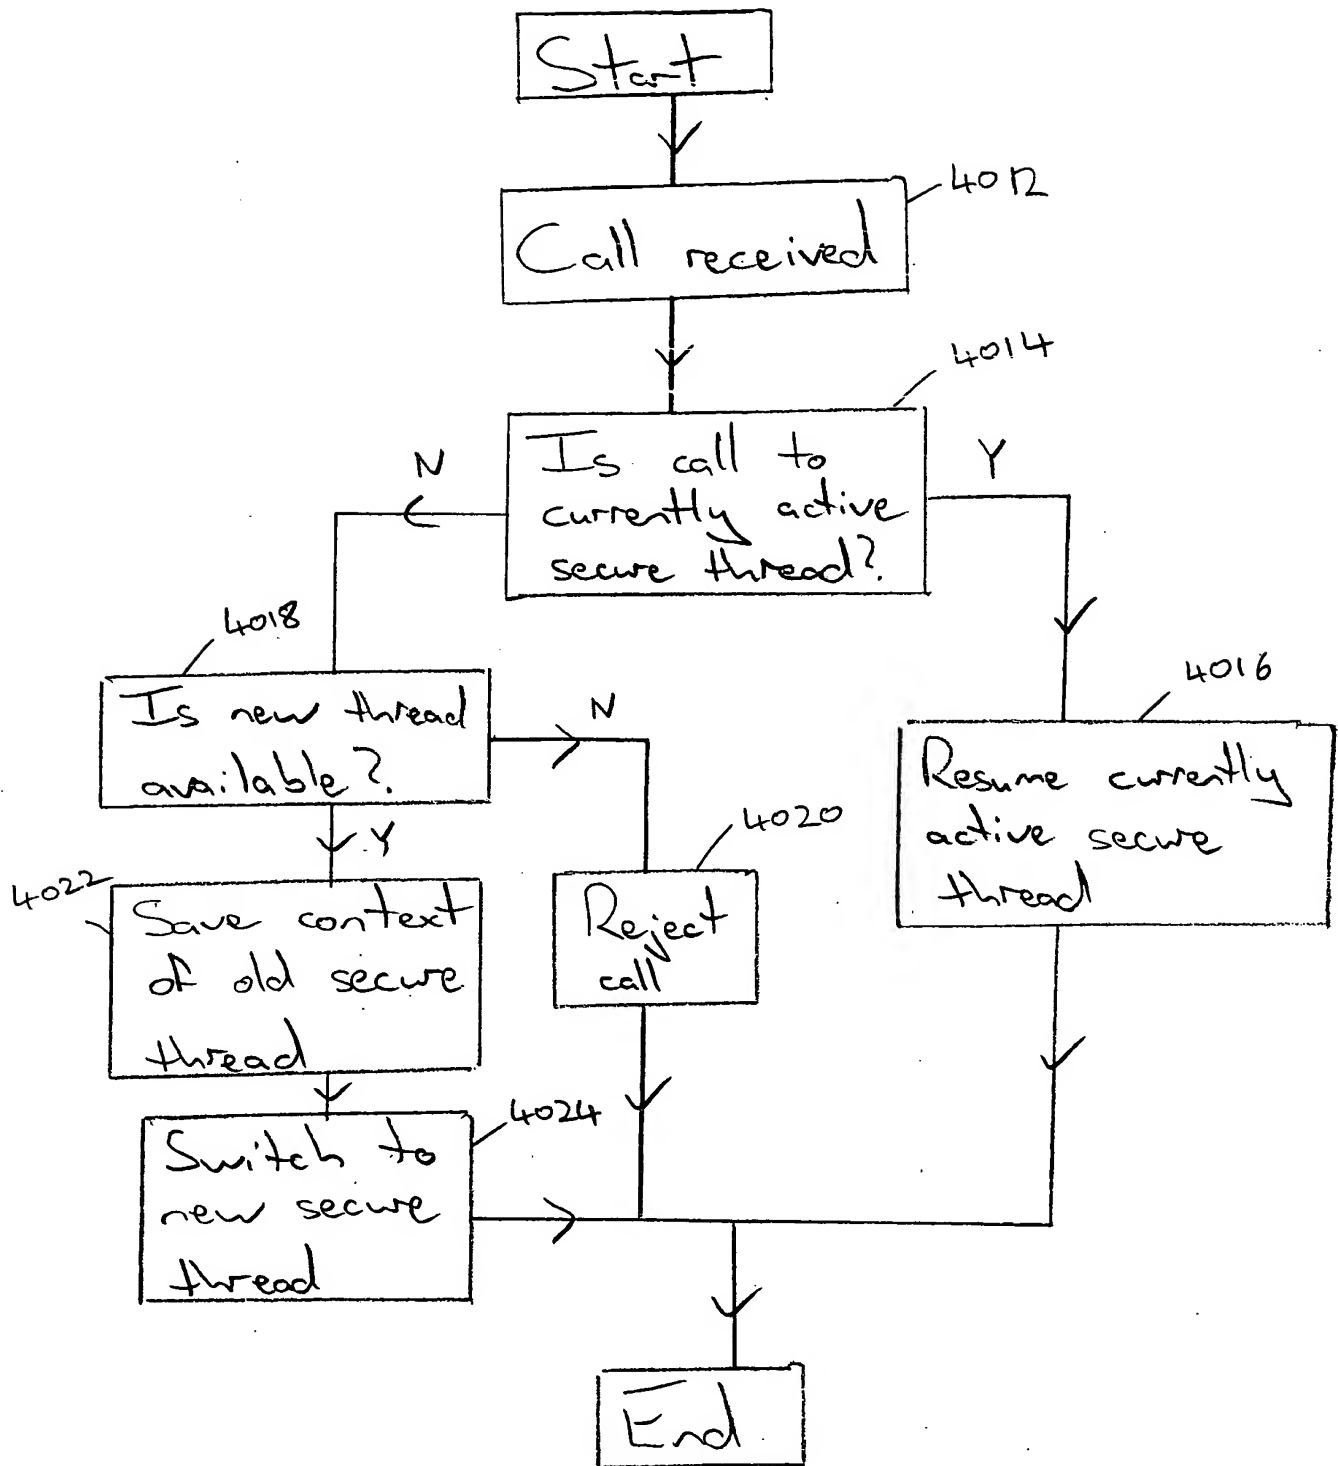 Start
4012
Call received
4014
Is call to
currently active
secure thread?
N
Y
4018
Is new thread
available?
N
Y
4016
Resume currently
active secure
thread
4020
Reject
call
4022
Save context
of old secure
thread
4024
Switch to
new secure
thread
End